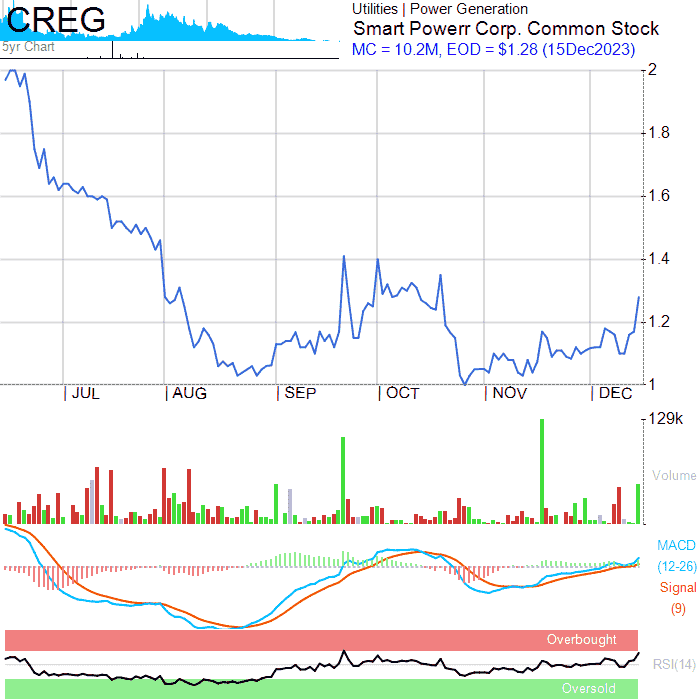 CREG
5yr Chart
Utilities | Power Generation
Smart Powerr Corp. Common Stock
MC = 10.2M, EOD = $1.28 (15Dec2023)
2
1.8
1.6
1.4
1.2
1
JUL AUG SEP OCT NOV DEC
129k
Volume
MACD
(12-26)
Signal
(9)
Overbought
RSI(14)
Oversold